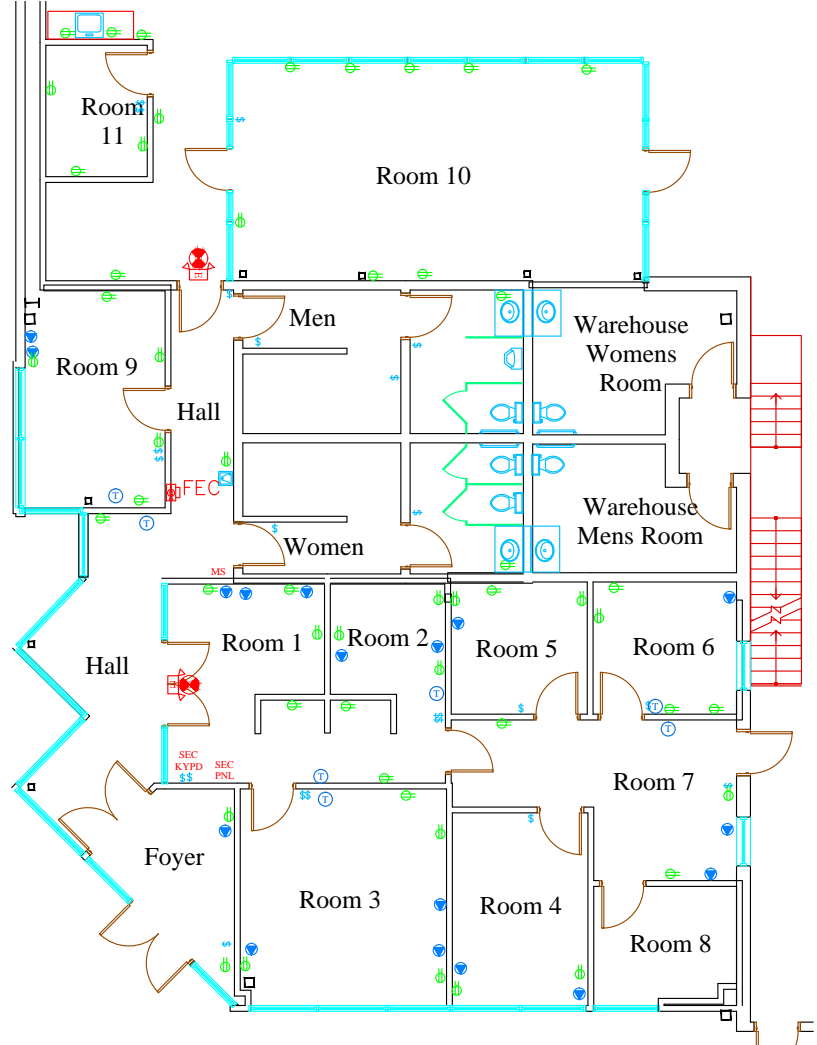 Room
11
Room 10
E
Men
Warehouse
Womens
Room
Room 9
Hall
T
FEC
T
Warehouse
Mens Room
Women
MS
Room 1
Room 2
Room 5
Room 6
Hall
E
T
T
T
SEC
KYPD
SEC
PNL
$$
T
T
$$
Room 7
Foyer
Room 3
Room 4
Room 8